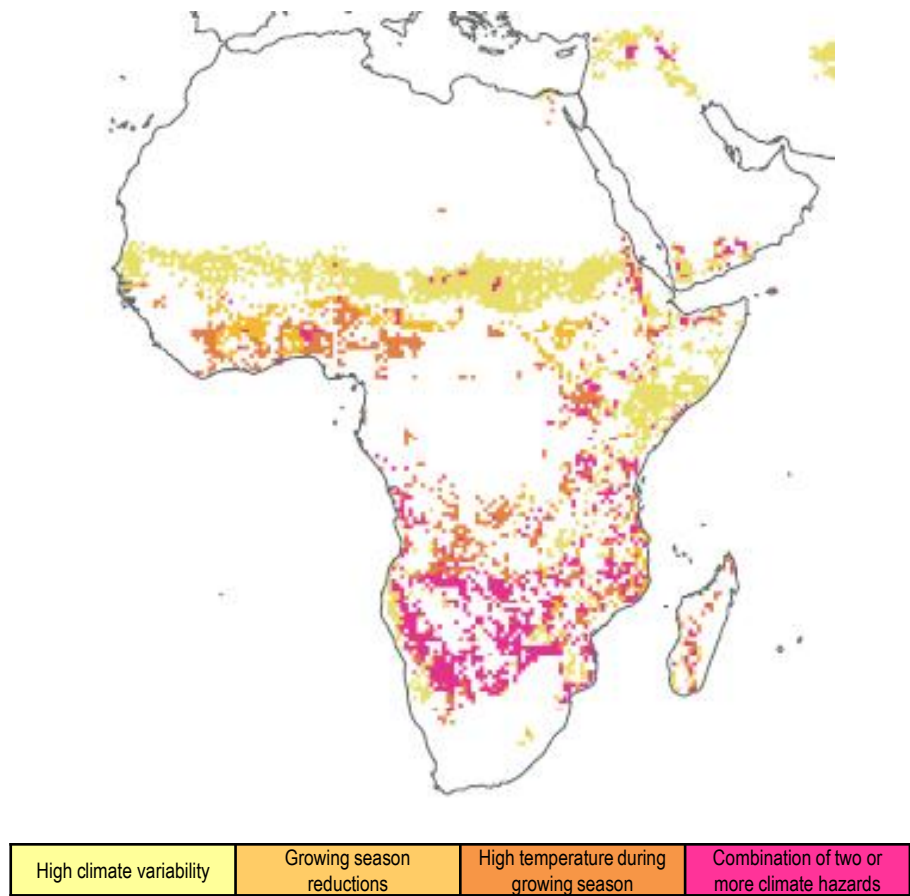 High climate variability
Growing season
reductions
High temperature during
growing season
Combination of two or
more climate hazards